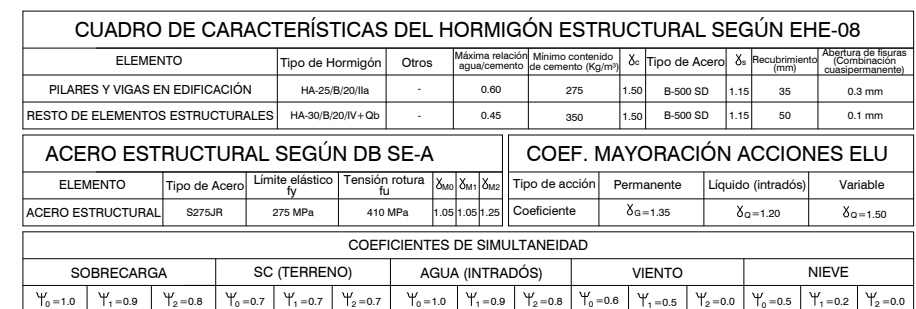 CUADRO DE CARACTERÍSTICAS DEL HORMIGÓN ESTRUCTURAL SEGÚN EHE-08
ELEMENTO Tipo de Hormigón Otros Máxima relación agua/cemento Mínimo contenido de cemento (Kg/m³) γc Tipo de Acero γs Recubrimiento (mm) Abertura de fisuras (Combinación cuasipermanente)
PILARES Y VIGAS EN EDIFICACIÓN HA-25/B/20/IIa - 0.60 275 1.50 B-500 SD 1.15 35 0.3 mm
RESTO DE ELEMENTOS ESTRUCTURALES HA-30/B/20/IV+Qb - 0.45 350 1.50 B-500 SD 1.15 50 0.1 mm
ACERO ESTRUCTURAL SEGÚN DB SE-A
ELEMENTO Tipo de Acero Límite elástico fy Tensión rotura fu γM0 γM1 γM2
ACERO ESTRUCTURAL S275JR 275 MPa 410 MPa 1.05 1.05 1.25
COEF. MAYORACIÓN ACCIONES ELU
Tipo de acción Permanente Líquido (intradós) Variable
Coeficiente γG=1.35 γQ=1.20 γQ=1.50
COEFICIENTES DE SIMULTANEIDAD
SOBRECARGA SC (TERRENO) AGUA (INTRADÓS) VIENTO NIEVE
Ψ0=1.0 Ψ1=0.9 Ψ2=0.8 Ψ0=0.7 Ψ1=0.7 Ψ2=0.7 Ψ0=1.0 Ψ1=0.9 Ψ2=0.8 Ψ0=0.6 Ψ1=0.5 Ψ2=0.0 Ψ0=0.5 Ψ1=0.2 Ψ2=0.0